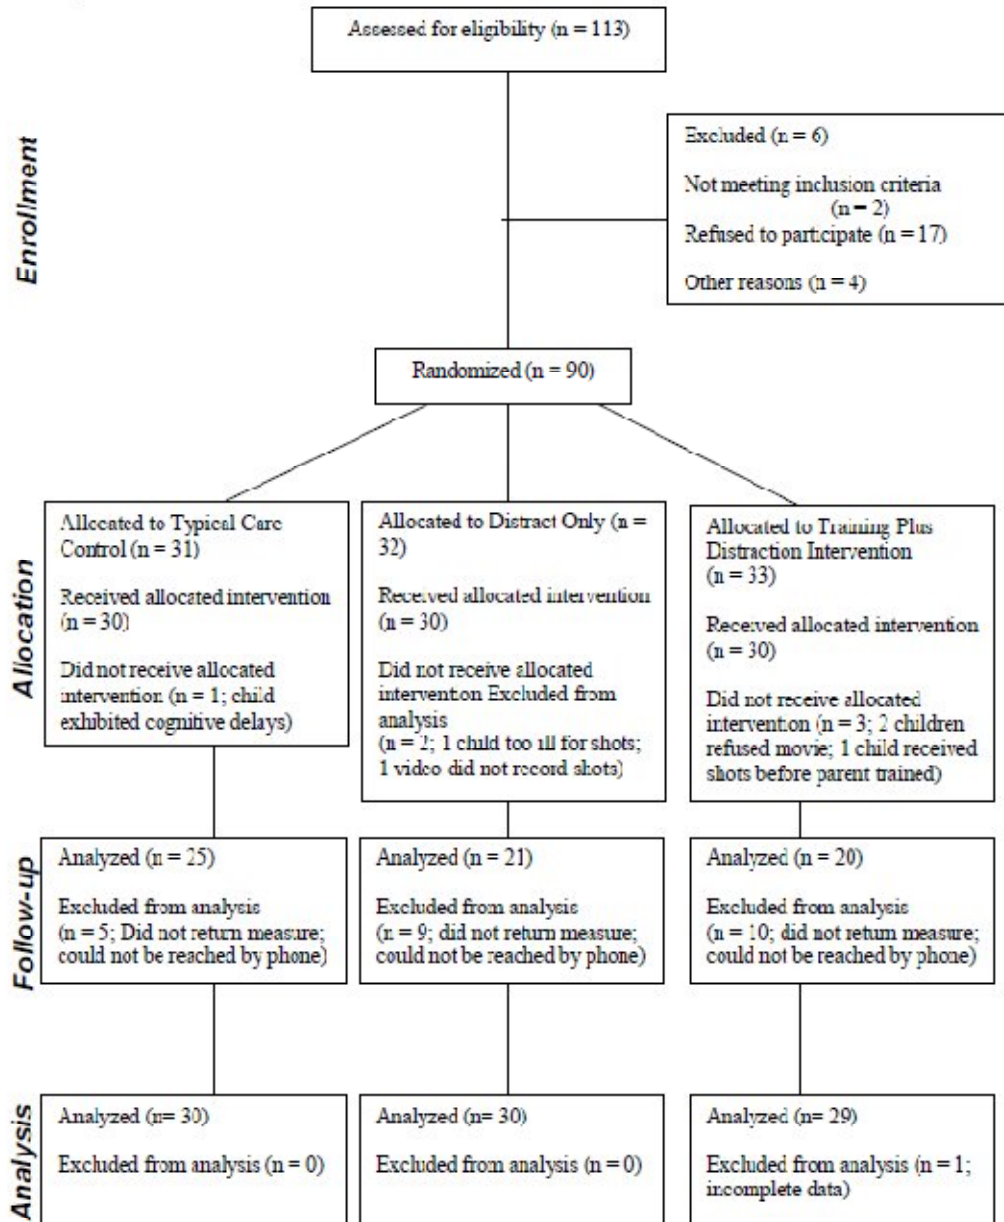 Assessed for eligibility (n = 113)
Enrollment
Excluded (n = 6)
Not meeting inclusion criteria
(n = 2)
Refused to participate (n = 17)
Other reasons (n = 4)
Randomized (n = 90)
Allocation
Allocated to Typical Care
Control (n = 31)
Received allocated intervention
(n = 30)
Did not receive allocated
intervention (n = 1; child
exhibited cognitive delays)
Allocated to Distract Only (n =
32)
Received allocated intervention
(n = 30)
Did not receive allocated
intervention Excluded from
analysis
(n = 2; 1 child too ill for shots;
1 video did not record shots)
Allocated to Training Plus
Distraction Intervention
(n = 33)
Received allocated intervention
(n = 30)
Did not receive allocated
intervention (n = 3; 2 children
refused movie; 1 child received
shots before parent trained)
Follow-up
Analyzed (n = 25)
Excluded from analysis
(n = 5; Did not return measure;
could not be reached by phone)
Analyzed (n = 21)
Excluded from analysis
(n = 9; did not return measure;
could not be reached by phone)
Analyzed (n = 20)
Excluded from analysis
(n = 10; did not return measure;
could not be reached by phone)
Analysis
Analyzed (n= 30)
Excluded from analysis (n = 0)
Analyzed (n= 30)
Excluded from analysis (n = 0)
Analyzed (n= 29)
Excluded from analysis (n = 1;
incomplete data)